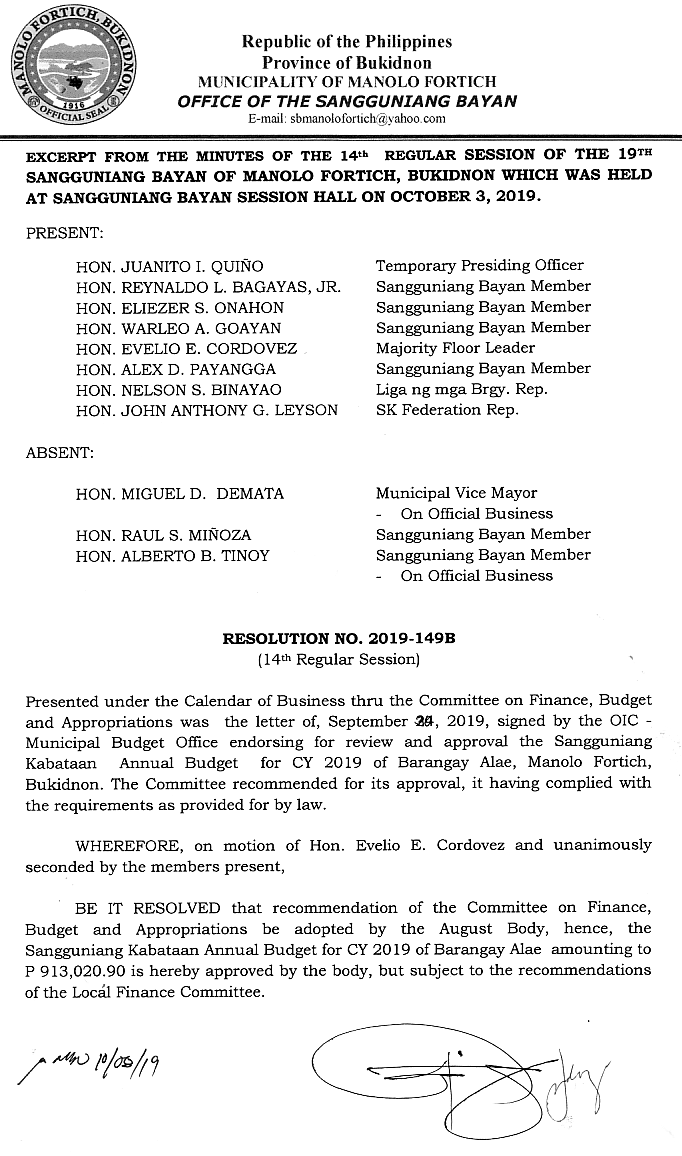 MANOLO FORTICH, BUKIDNON
1916
OFFICIAL SEAL
Republic of the Philippines
Province of Bukidnon
MUNICIPALITY OF MANOLO FORTICH
OFFICE OF THE SANGGUNIANG BAYAN
E-mail: sbmanolofortich@yahoo.com
EXCERPT FROM THE MINUTES OF THE 14th REGULAR SESSION OF THE 19TH
SANGGUNIANG BAYAN OF MANOLO FORTICH, BUKIDNON WHICH WAS HELD
AT SANGGUNIANG BAYAN SESSION HALL ON OCTOBER 3, 2019.
PRESENT:
HON. JUANITO I. QUIÑO Temporary Presiding Officer
HON. REYNALDO L. BAGAYAS, JR. Sangguniang Bayan Member
HON. ELIEZER S. ONAHON Sangguniang Bayan Member
HON. WARLEO A. GOAYAN Sangguniang Bayan Member
HON. EVELIO E. CORDOVEZ Majority Floor Leader
HON. ALEX D. PAYANGGA Sangguniang Bayan Member
HON. NELSON S. BINAYAO Liga ng mga Brgy. Rep.
HON. JOHN ANTHONY G. LEYSON SK Federation Rep.
ABSENT:
HON. MIGUEL D. DEMATA Municipal Vice Mayor
- On Official Business
HON. RAUL S. MIÑOZA Sangguniang Bayan Member
HON. ALBERTO B. TINOY Sangguniang Bayan Member
- On Official Business
RESOLUTION NO. 2019-149B
(14th Regular Session)
Presented under the Calendar of Business thru the Committee on Finance, Budget
and Appropriations was the letter of, September , 2019, signed by the OIC -
Municipal Budget Office endorsing for review and approval the Sangguniang
Kabataan Annual Budget for CY 2019 of Barangay Alae, Manolo Fortich,
Bukidnon. The Committee recommended for its approval, it having complied with
the requirements as provided for by law.
WHEREFORE, on motion of Hon. Evelio E. Cordovez and unanimously
seconded by the members present,
BE IT RESOLVED that recommendation of the Committee on Finance,
Budget and Appropriations be adopted by the August Body, hence, the
Sangguniang Kabataan Annual Budget for CY 2019 of Barangay Alae amounting to
P 913,020.90 is hereby approved by the body, but subject to the recommendations
of the Local Finance Committee.